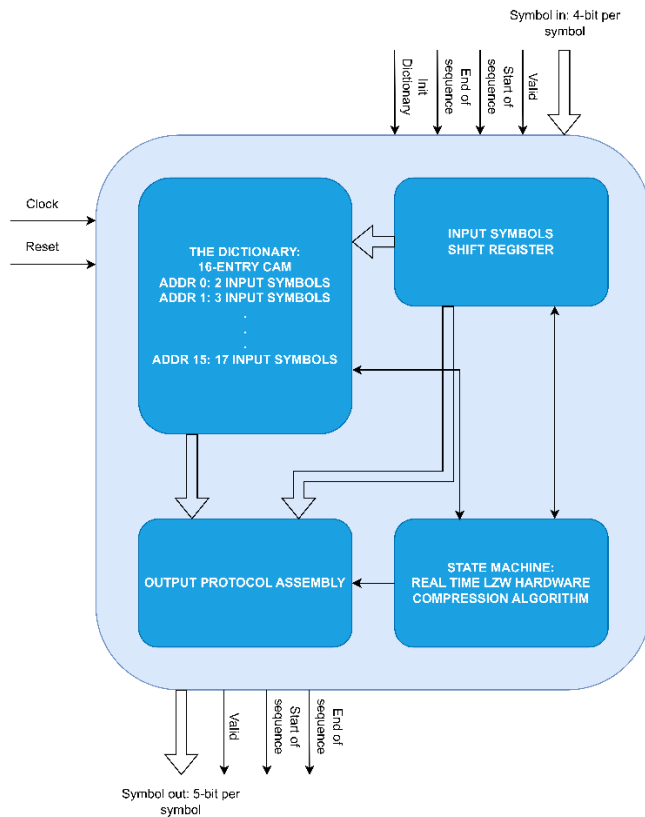 Symbol in: 4-bit per
symbol
Init
Dictionary
End of
sequence
Start of
sequence
Valid
Clock
Reset
THE DICTIONARY:
16-ENTRY CAM
ADDR 0: 2 INPUT SYMBOLS
ADDR 1: 3 INPUT SYMBOLS
.
.
.
ADDR 15: 17 INPUT SYMBOLS
INPUT SYMBOLS
SHIFT REGISTER
OUTPUT PROTOCOL ASSEMBLY
STATE MACHINE:
REAL TIME LZW HARDWARE
COMPRESSION ALGORITHM
Valid
Start of
sequence
End of
sequence
Symbol out: 5-bit per
symbol